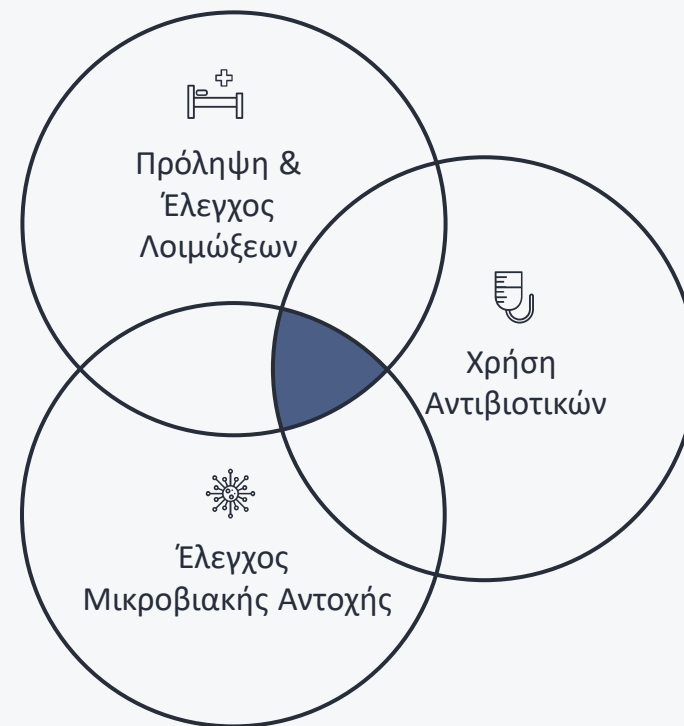 Πρόληψη &
Έλεγχος
Λοιμώξεων
Χρήση
Αντιβιοτικών
Έλεγχος
Μικροβιακής Αντοχής